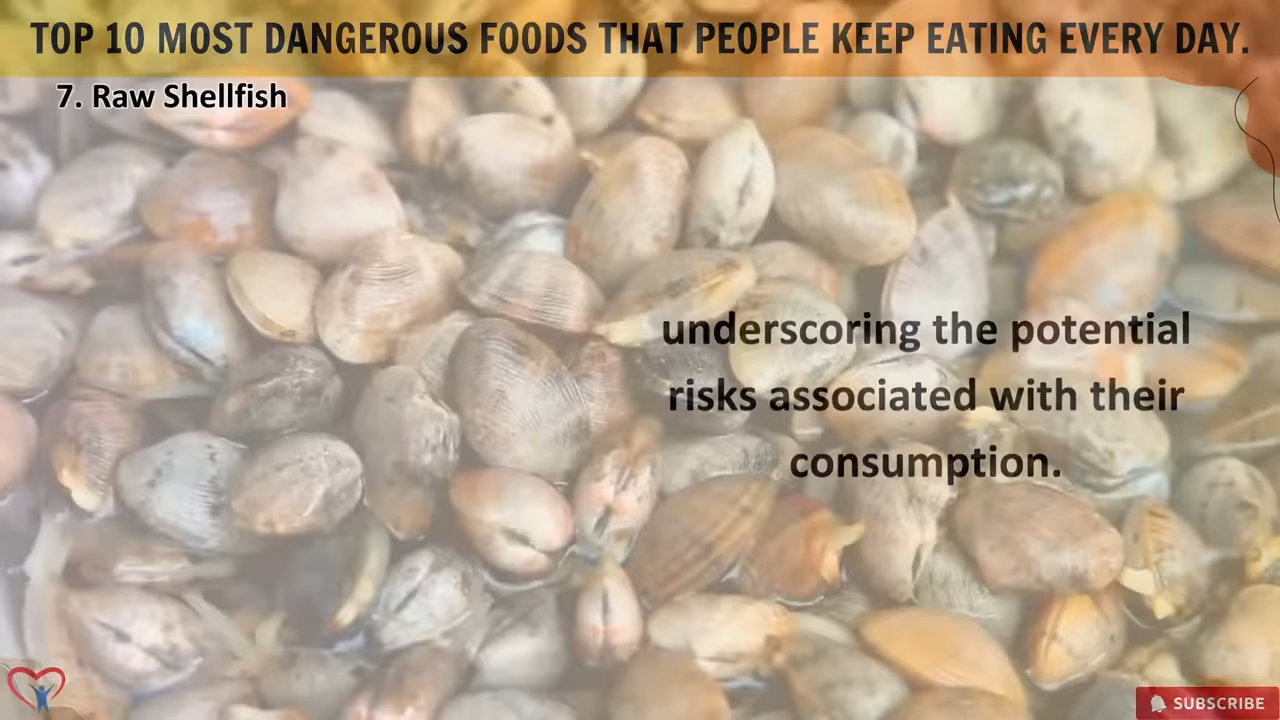 TOP 10 MOST DANGEROUS FOODS THAT PEOPLE KEEP EATING EVERY DAY.
7. Raw Shellfish
underscoring the potential
risks associated with their
consumption.
SUBSCRIBE